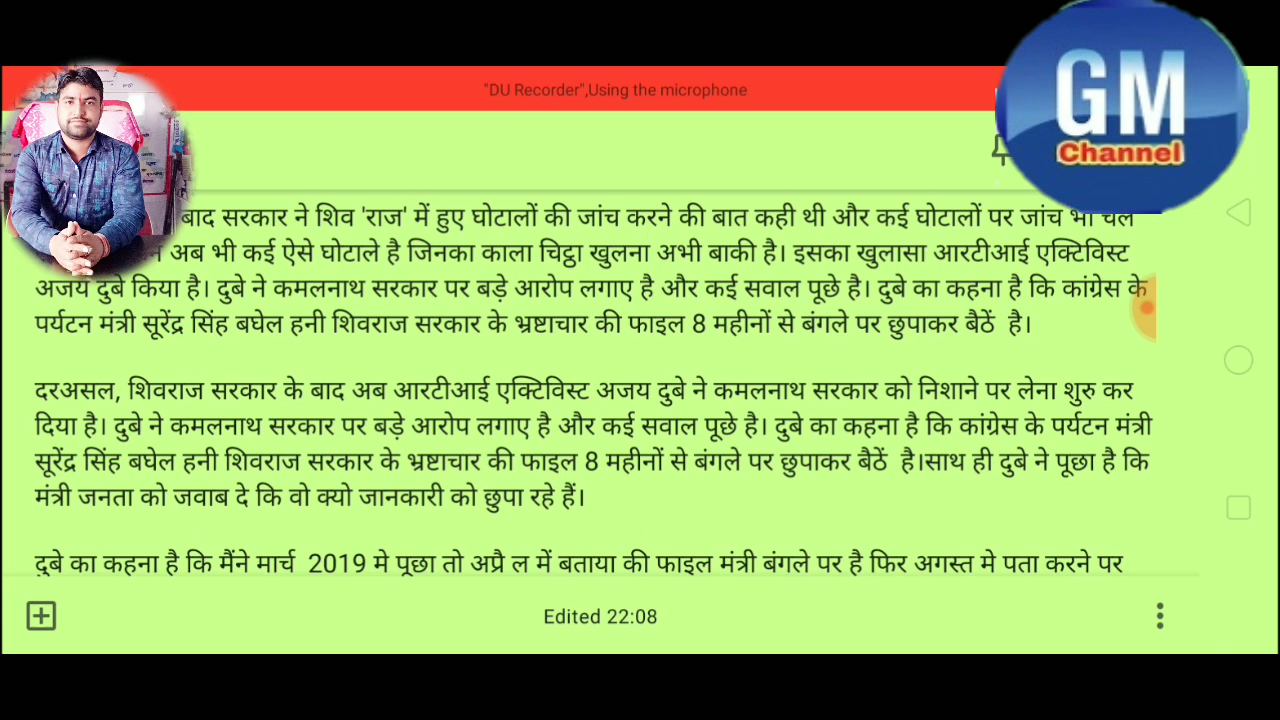 "DU Recorder",Using the microphone
GM
Channel
बाद सरकार ने शिव 'राज' में हुए घोटालों की जांच करने की बात कही थी और कई घोटालों पर जांच भी चल
अब भी कई ऐसे घोटाले है जिनका काला चिट्ठा खुलना अभी बाकी है। इसका खुलासा आरटीआई एक्टिविस्ट
अजय दुबे किया है। दुबे ने कमलनाथ सरकार पर बड़े आरोप लगाए है और कई सवाल पूछे है। दुबे का कहना है कि कांग्रेस के
पर्यटन मंत्री सूरेंद्र सिंह बघेल हनी शिवराज सरकार के भ्रष्टाचार की फाइल 8 महीनों से बंगले पर छुपाकर बैठें है।
दरअसल, शिवराज सरकार के बाद अब आरटीआई एक्टिविस्ट अजय दुबे ने कमलनाथ सरकार को निशाने पर लेना शुरु कर
दिया है। दुबे ने कमलनाथ सरकार पर बड़े आरोप लगाए है और कई सवाल पूछे है। दुबे का कहना है कि कांग्रेस के पर्यटन मंत्री
सूरेंद्र सिंह बघेल हनी शिवराज सरकार के भ्रष्टाचार की फाइल 8 महीनों से बंगले पर छुपाकर बैठें है।साथ ही दुबे ने पूछा है कि
मंत्री जनता को जवाब दे कि वो क्यो जानकारी को छुपा रहे हैं।
दुबे का कहना है कि मैंने मार्च 2019 मे पूछा तो अप्रै ल में बताया की फाइल मंत्री बंगले पर है फिर अगस्त मे पता करने पर
Edited 22:08